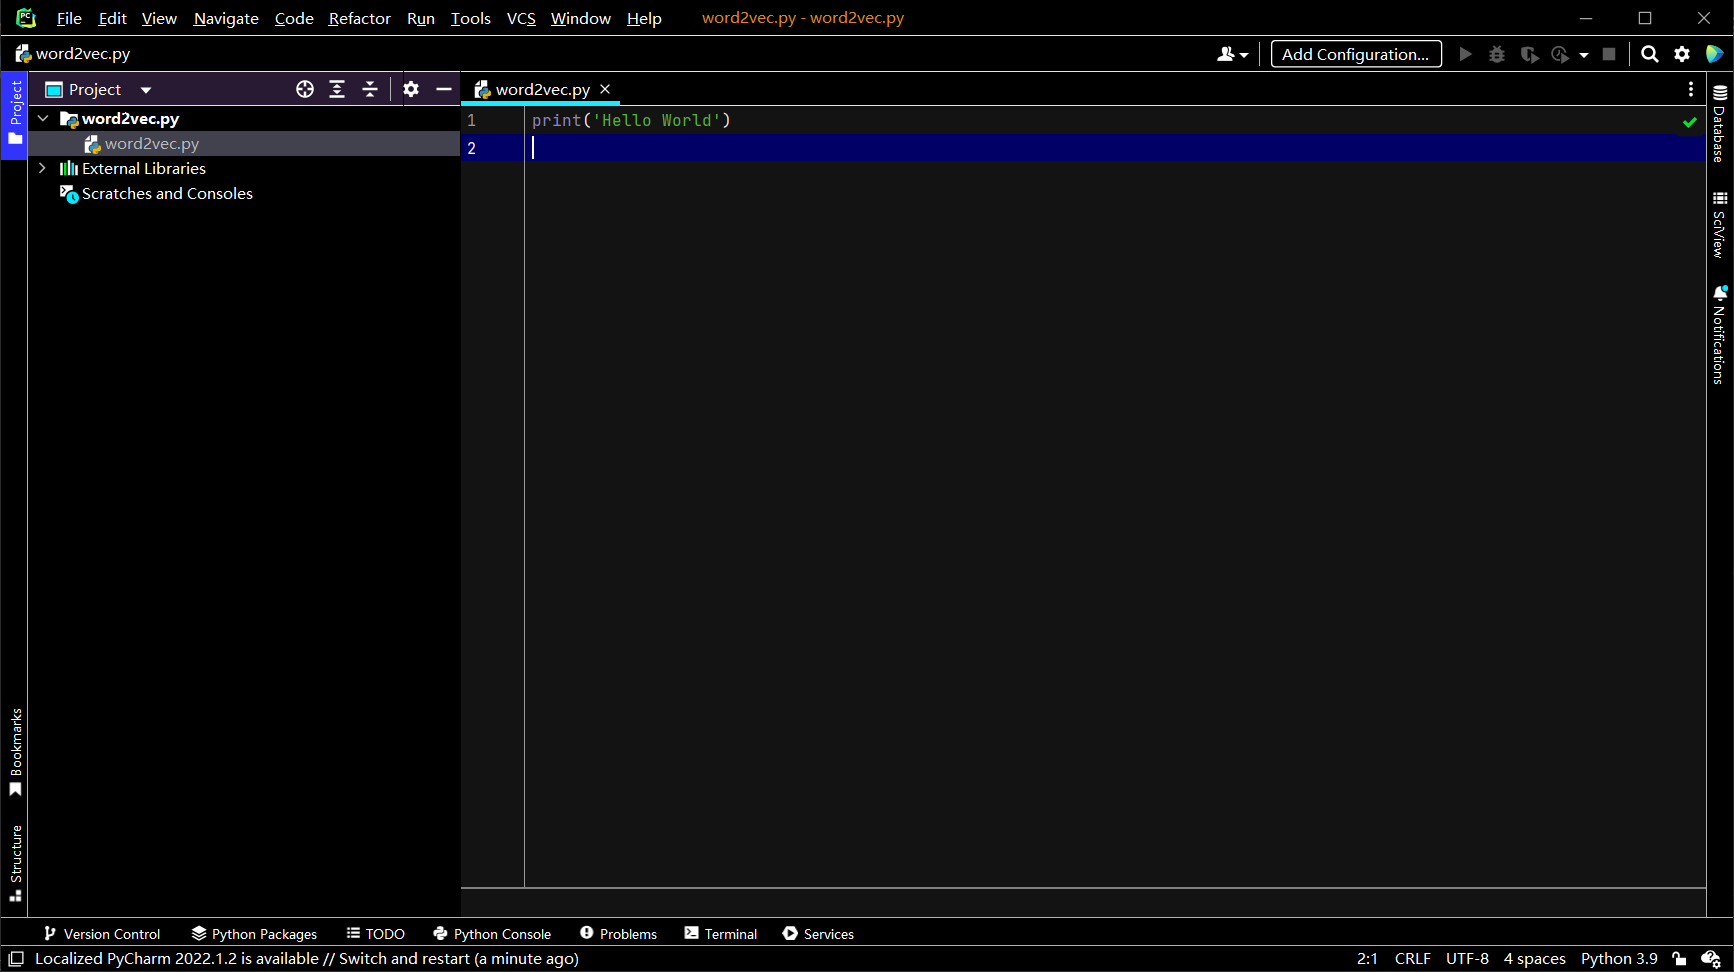 File Edit View Navigate Code Refactor Run Tools VCS Window Help word2vec.py - word2vec.py
word2vec.py Add Configuration...
Project
Project
word2vec.py
word2vec.py
External Libraries
Scratches and Consoles
word2vec.py
1 print('Hello World')
2
Database
SciView
Notifications
Bookmarks
Structure
Version Control Python Packages TODO Python Console Problems Terminal Services
Localized PyCharm 2022.1.2 is available // Switch and restart (a minute ago) 2:1 CRLF UTF-8 4 spaces Python 3.9